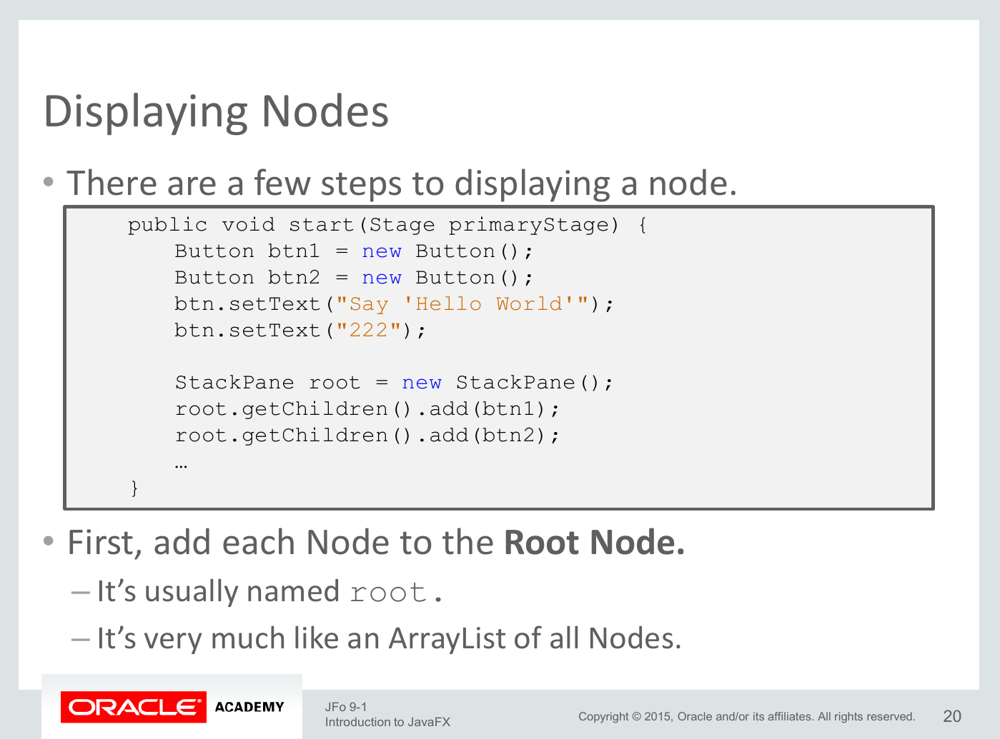 Displaying Nodes
• There are a few steps to displaying a node.
public void start(Stage primaryStage) {
Button btn1 = new Button();
Button btn2 = new Button();
btn.setText("Say 'Hello World'");
btn.setText("222");
StackPane root = new StackPane();
root.getChildren().add(btn1);
root.getChildren().add(btn2);
…
}
• First, add each Node to the Root Node.
– It’s usually named root.
– It’s very much like an ArrayList of all Nodes.
ORACLE® ACADEMY
JFo 9-1
Introduction to JavaFX
Copyright © 2015, Oracle and/or its affiliates. All rights reserved.
20